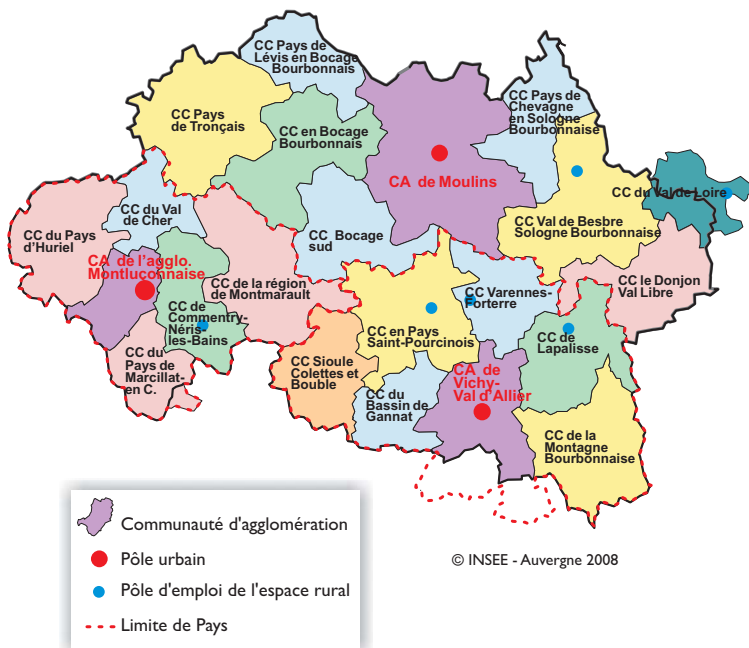 CC Pays de
Lévis en Bocage
Bourbonnais
CC Pays
de Tronçais
CC en Bocage
Bourbonnais
CC Pays de
Chevagne
en Sologne
Bourbonnaise
CA de Moulins
CC du Val de Loire
CC du Val
de Cher
CC du Pays
d'Huriel
CC Bocage
sud
CC Val de Besbre
Sologne Bourbonnaise
CA de l'agglo.
Montluçonnaise
CC de la région
de Montmarault
CC le Donjon
Val Libre
CC Varennes-
Forterre
CC de
Commentry-
Néris-
les-Bains
CC en Pays
Saint-Pourcinois
CC de
Lapalisse
CC du
Pays de
Marcillat-
en C.
CC Sioule
Colettes et
Bouble
CA de
Vichy-
Val d'Allier
CC du
Bassin de
Gannat
CC de la
Montagne
Bourbonnaise
Communauté d'agglomération
Pôle urbain
Pôle d'emploi de l'espace rural
Limite de Pays
© INSEE - Auvergne 2008